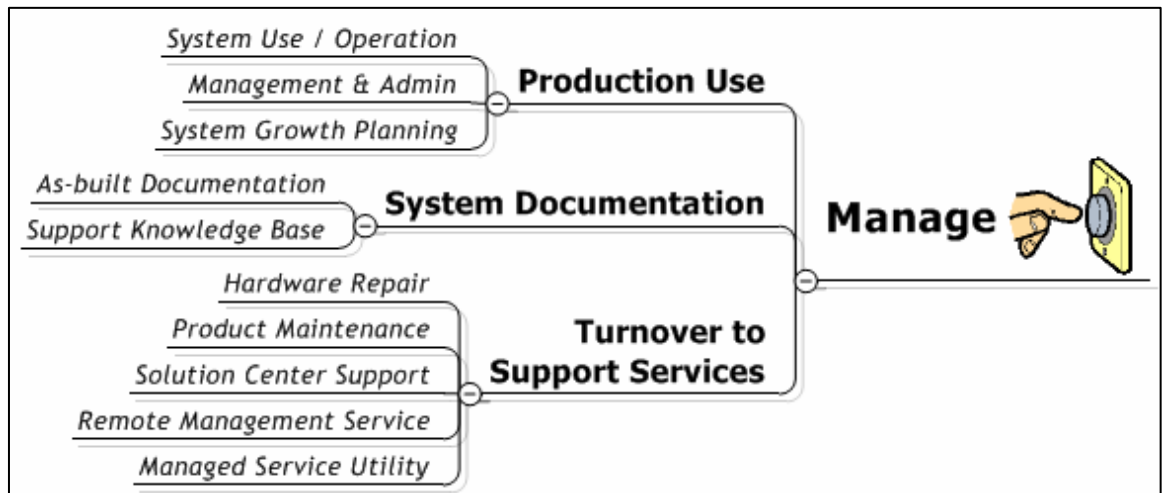 System Use / Operation
Management & Admin
System Growth Planning
Production Use
As-built Documentation
Support Knowledge Base
System Documentation
Manage
Hardware Repair
Product Maintenance
Solution Center Support
Remote Management Service
Managed Service Utility
Turnover to
Support Services